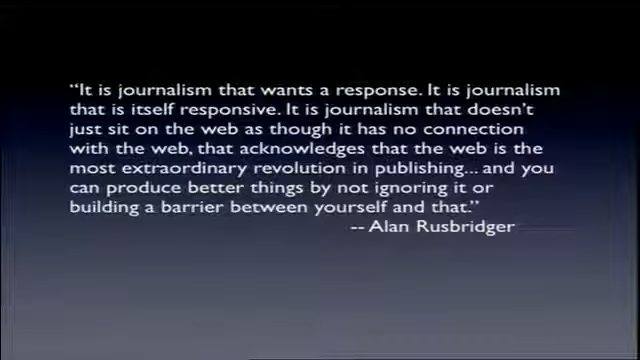 “It is journalism that wants a response. It is journalism
that is itself responsive. It is journalism that doesn't
just sit on the web as though it has no connection
with the web, that acknowledges that the web is the
most extraordinary revolution in publishing... and you
can produce better things by not ignoring it or
building a barrier between yourself and that.”
-- Alan Rusbridger